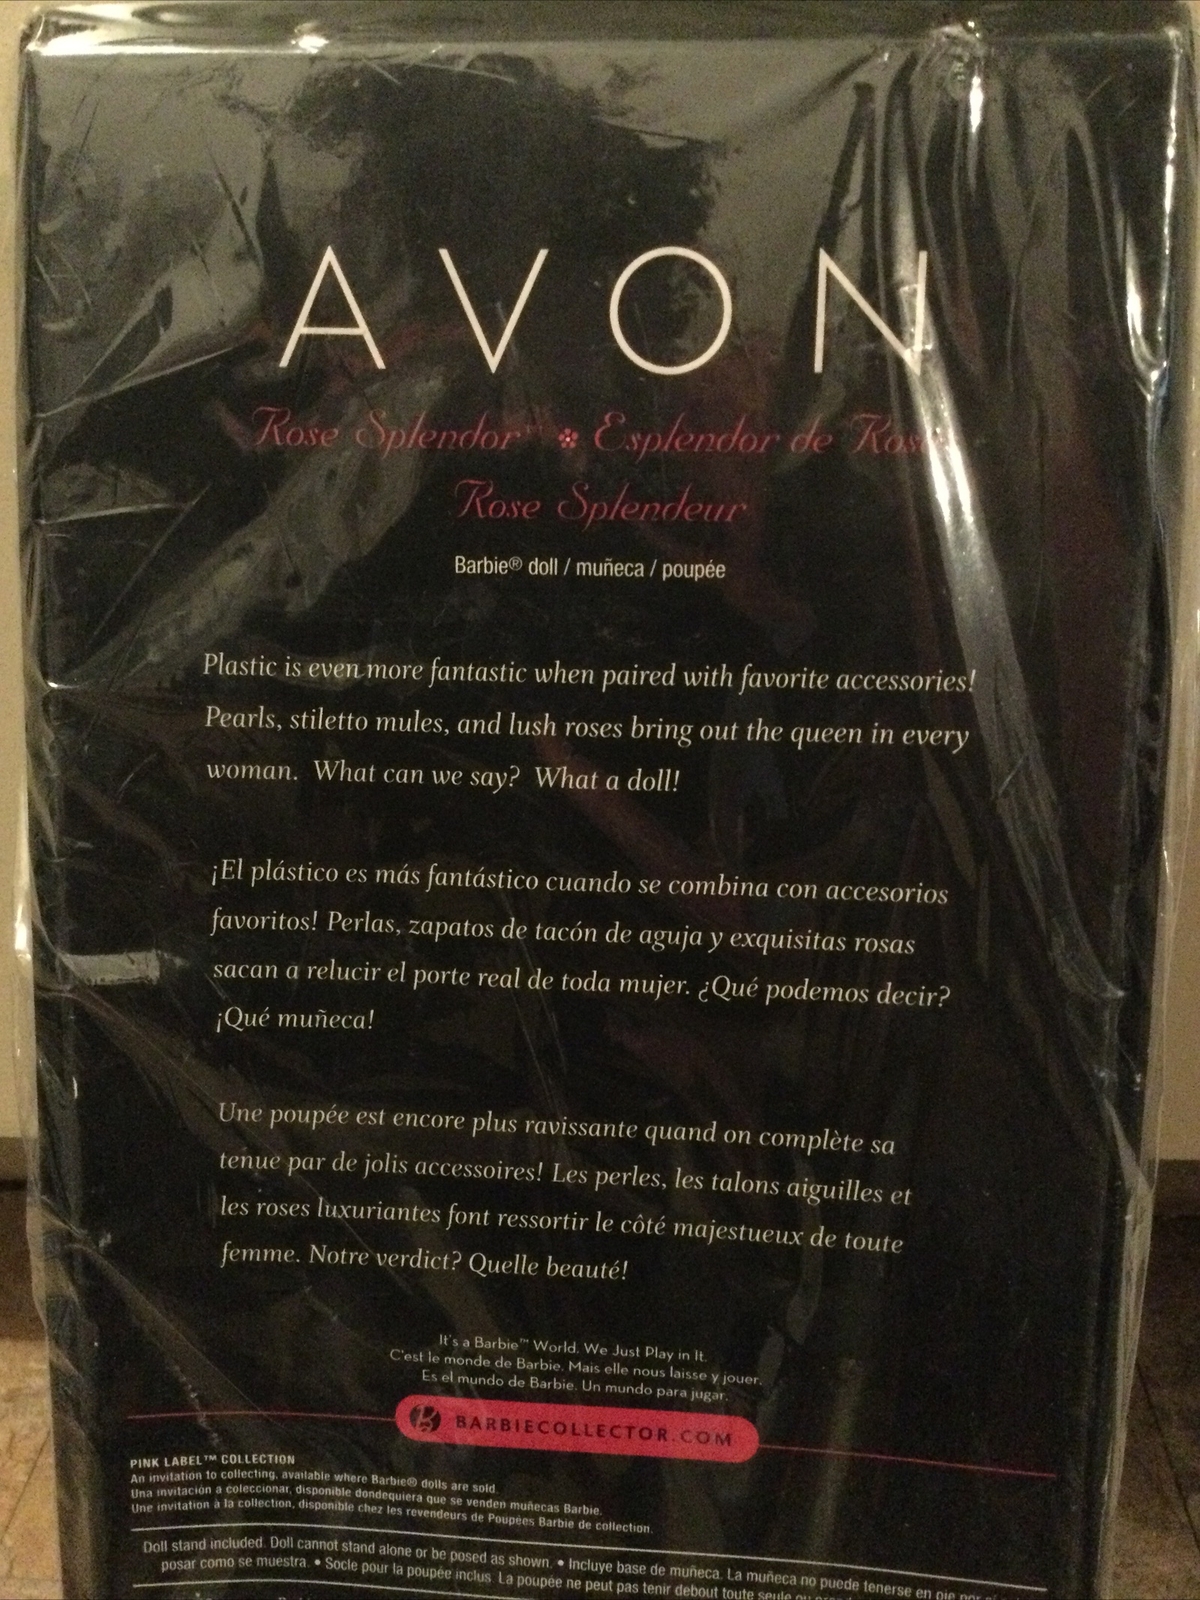 AVON
Rose Splendor™ Esplendor de Rosas
Rose Splendeur
Barbie® doll / muñeca / poupée
Plastic is even more fantastic when paired with favorite accessories!
Pearls, stiletto mules, and lush roses bring out the queen in every
woman. What can we say? What a doll!
¡El plástico es más fantástico cuando se combina con accesorios
favoritos! Perlas, zapatos de tacón de aguja y exquisitas rosas
sacan a relucir el porte real de toda mujer. ¿Qué podemos decir?
¡Qué muñeca!
Une poupée est encore plus ravissante quand on complète sa
tenue par de jolis accessoires! Les perles, les talons aiguilles et
les roses luxuriantes font ressortir le côté majestueux de toute
femme. Notre verdict? Quelle beauté!
It's a Barbie™ World. We Just Play in It.
C'est le monde de Barbie. Mais elle nous laisse y jouer.
Es el mundo de Barbie. Un mundo para jugar.
B BARBIECOLLECTOR.COM
PINK LABEL™ COLLECTION
An invitation to collecting, available where Barbie® dolls are sold.
Una invitación a coleccionar, disponible dondequiera que se venden muñecas Barbie.
Une invitation à la collection, disponible chez les revendeurs de Poupées Barbie de collection.
Doll stand included. Doll cannot stand alone or be posed as shown. • Incluye base de muñeca. La muñeca no puede tenerse en pie por
posar como se muestra. • Socle pour la poupée inclus. La poupée ne peut pas tenir debout toute seule ou